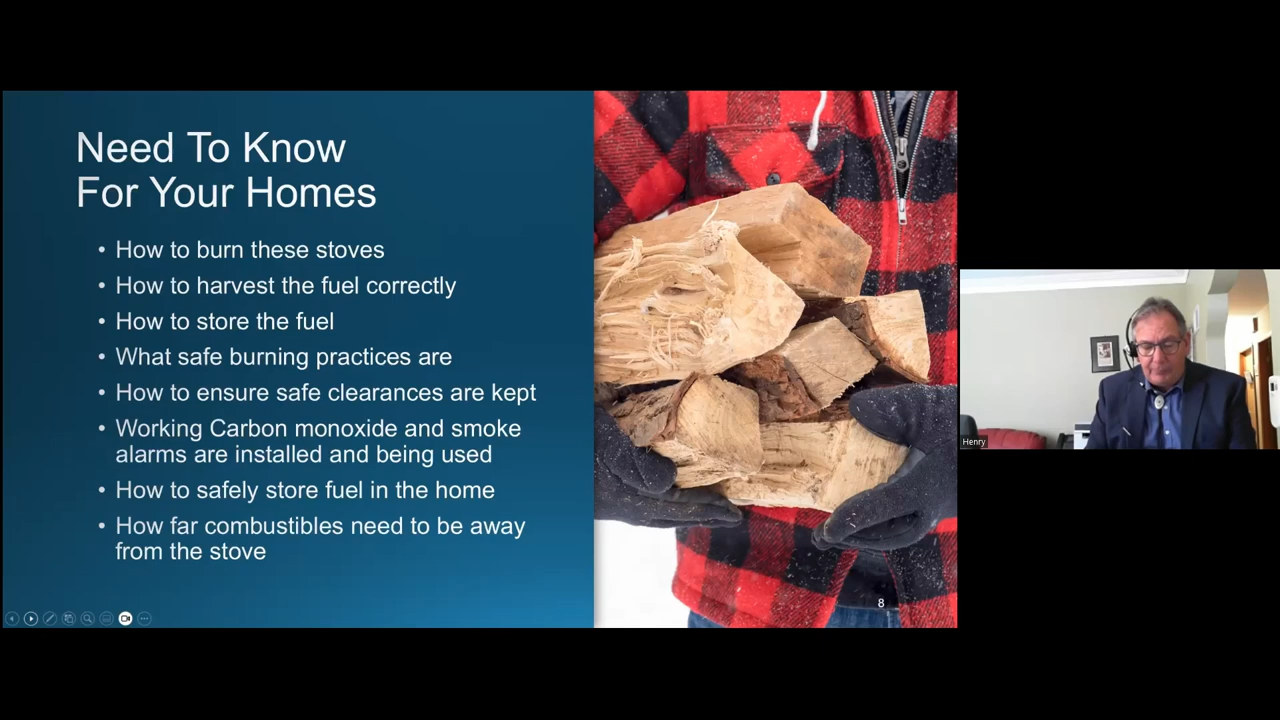 Need To Know
For Your Homes
• How to burn these stoves
• How to harvest the fuel correctly
• How to store the fuel
• What safe burning practices are
• How to ensure safe clearances are kept
• Working Carbon monoxide and smoke
alarms are installed and being used
• How to safely store fuel in the home
• How far combustibles need to be away
from the stove
8
Henry